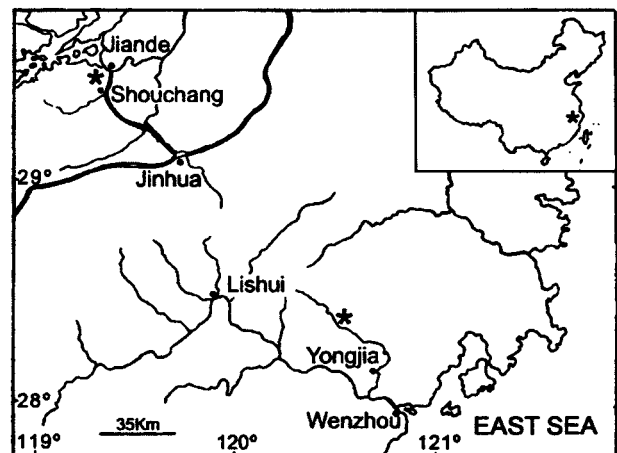 Jiande
*
Shouchang
Jinhua
29°
*
Lishui
*
Yongjia
28°
Wenzhou
EAST SEA
35Km
119°
120°
121°